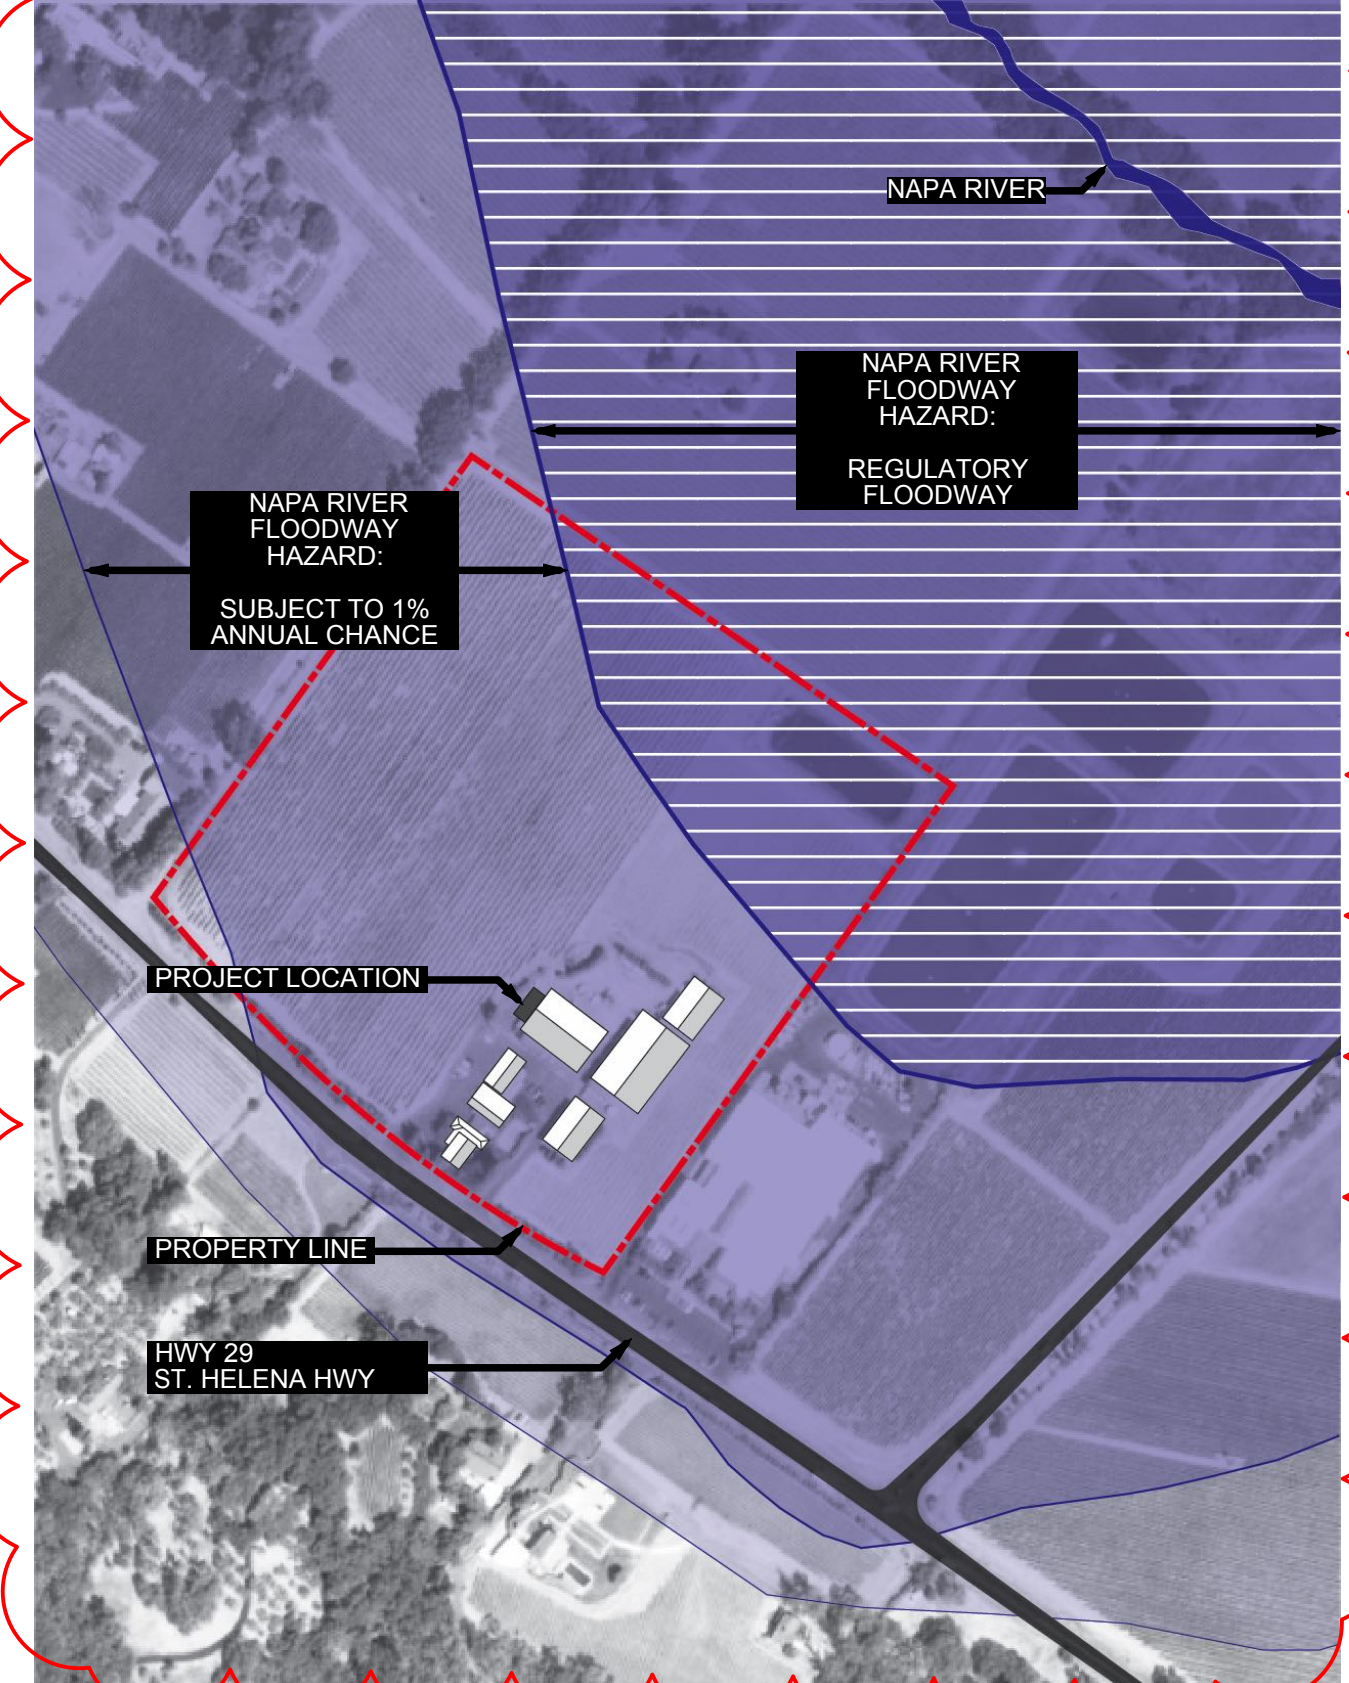 NAPA RIVER
NAPA RIVER
FLOODWAY
HAZARD:
REGULATORY
FLOODWAY
NAPA RIVER
FLOODWAY
HAZARD:
SUBJECT TO 1%
ANNUAL CHANCE
PROJECT LOCATION
PROPERTY LINE
HWY 29
ST. HELENA HWY